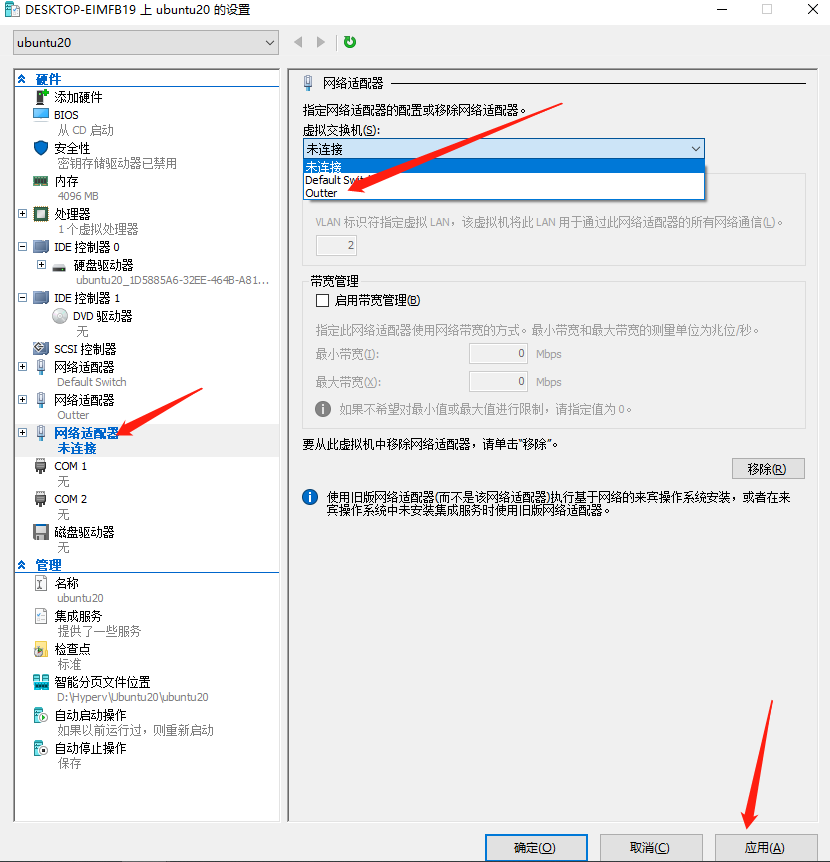 DESKTOP-EIMFB19 上 ubuntu20 的设置
ubuntu20
硬件
添加硬件
BIOS
从 CD 启动
安全性
密钥存储驱动器已禁用
内存
4096 MB
处理器
1 个虚拟处理器
IDE 控制器 0
硬盘驱动器
ubuntu20_1D5885A6-32EE-464B-A81...
IDE 控制器 1
DVD 驱动器
无
SCSI 控制器
网络适配器
Default Switch
网络适配器
Outter
网络适配器
未连接
COM 1
无
COM 2
无
磁盘驱动器
无
管理
名称
ubuntu20
集成服务
提供了一些服务
检查点
标准
智能分页文件位置
D:\Hyperv\Ubuntu20\ubuntu20
自动启动操作
如果以前运行过，则重新启动
自动停止操作
保存
网络适配器
指定网络适配器的配置或移除网络适配器。
虚拟交换机(S):
未连接
未连接
Default Switch
Outter
VLAN 标识符指定虚拟 LAN，该虚拟机将此 LAN 用于通过此网络适配器的所有网络通信(L)。
2
带宽管理
启用带宽管理(B)
指定此网络适配器使用网络带宽的方式。最小带宽和最大带宽的测量单位为兆位/秒。
最小带宽(I): 0 Mbps
最大带宽(X): 0 Mbps
如果不希望对最小值或最大值进行限制，请指定值为 0。
要从此虚拟机中移除网络适配器，请单击“移除”。
移除(R)
使用旧版网络适配器(而不是该网络适配器)执行基于网络的来宾操作系统安装，或者在来
宾操作系统中未安装集成服务时使用旧版网络适配器。
确定(O) 取消(C) 应用(A)